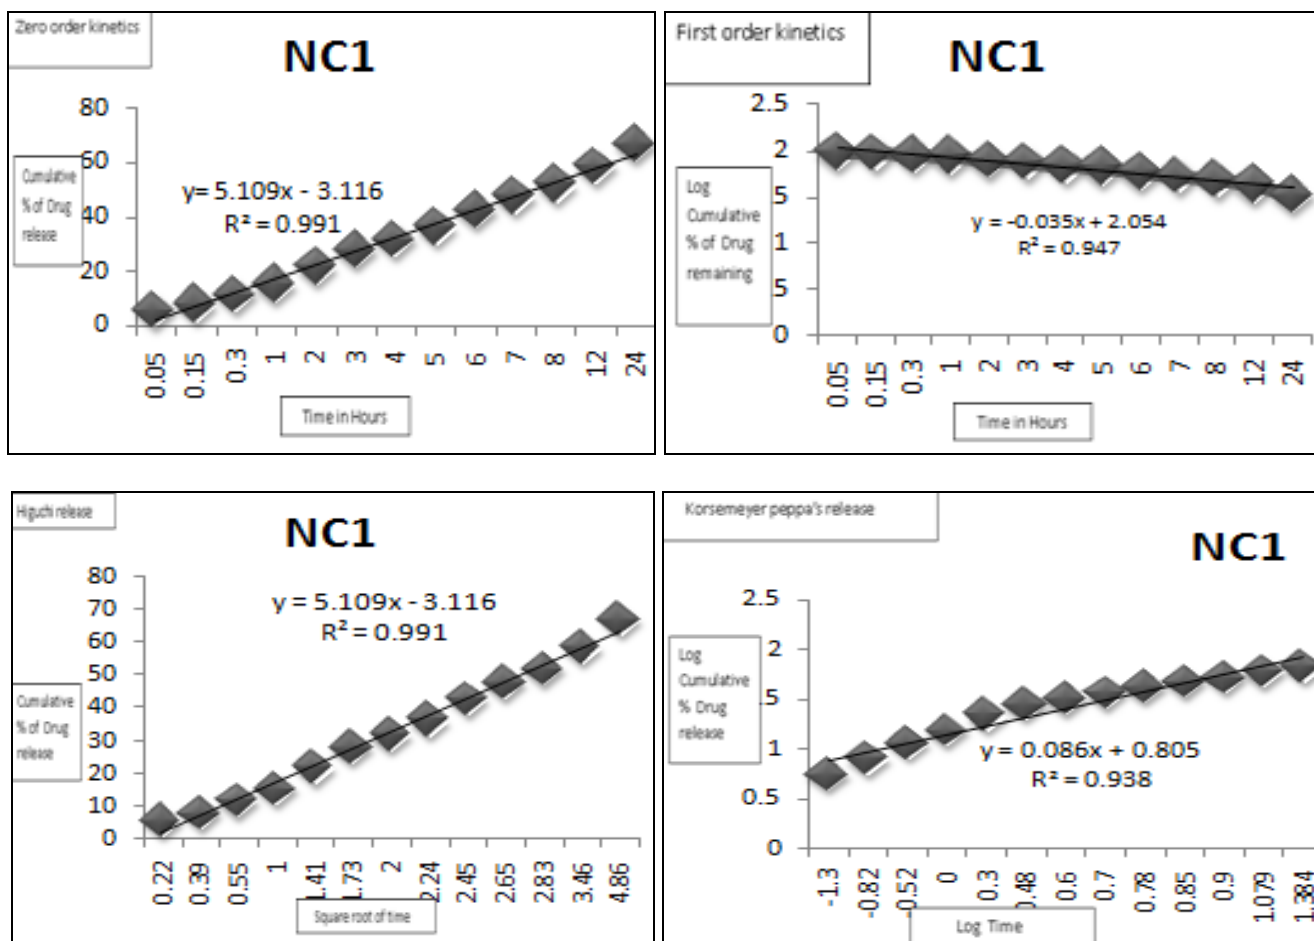 Zero order kinetics
NC1
80
60
40
20
0
Cumulative
% of Drug
release
y= 5.109x - 3.116
R² = 0.991
0.05 0.15 0.3 1 2 3 4 5 6 7 8 12 24
Time in Hours
First order kinetics
NC1
2.5
2
.5
1
.5
0
Log
Cumulative
% of Drug
remaining
y = -0.035x + 2.054
R² = 0.947
0.05 0.15 0.3 1 2 3 4 5 6 7 8 12 24
Time in Hours
Higuchi release
NC1
80
70
60
50
40
30
20
10
0
Cumulative
% of Drug
release
y = 5.109x - 3.116
R² = 0.991
0.22 0.39 0.55 1 1.41 1.73 2 2.24 2.45 2.65 2.83 3.46 4.86
Square root of time
Korsemeyer peppa's release
NC1
2.5
2
.5
1
0.5
0
Log
Cumulative
% Drug
release
y = 0.086x + 0.805
R² = 0.938
-1.3 -0.82 -0.52 0 0.3 0.48 0.6 0.7 0.78 0.85 0.9 1.079 1.384
Log Time